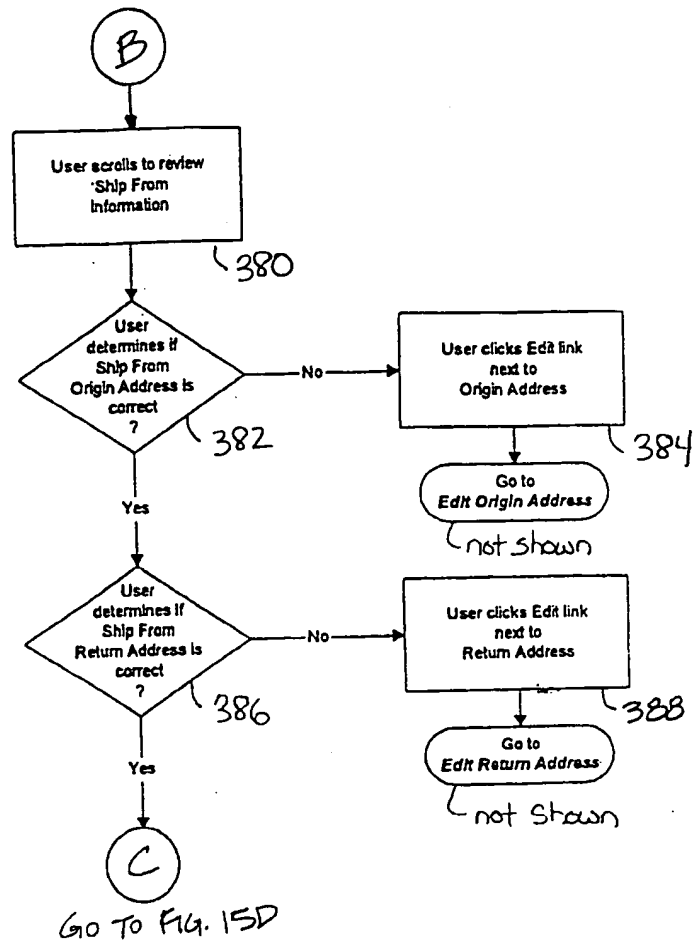 B
User scrolls to review
Ship From
Information
380
User
determines if
Ship From
Origin Address is
correct
?
382
No
User clicks Edit link
next to
Origin Address
384
Go to
Edit Origin Address
not shown
Yes
User
determines if
Ship From
Return Address is
correct
?
386
No
User clicks Edit link
next to
Return Address
388
Go to
Edit Return Address
not shown
Yes
C
GO TO FIG. 15D